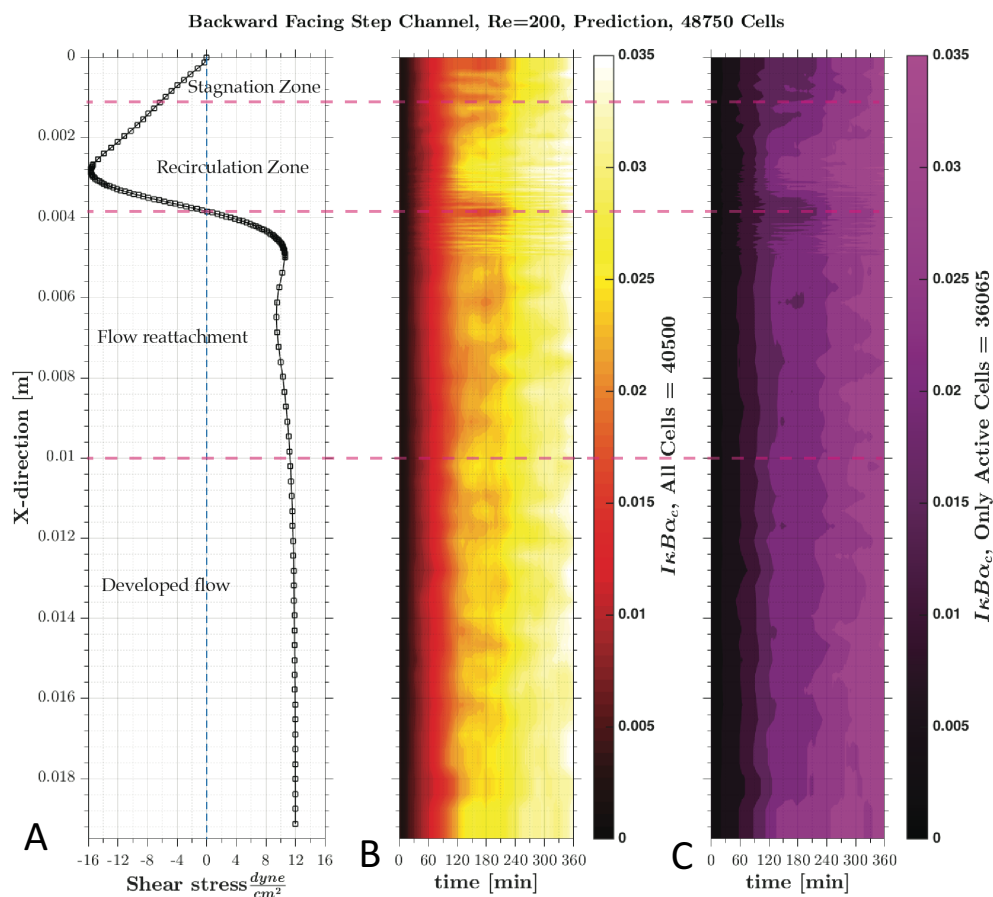 Backward Facing Step Channel, Re=200, Prediction, 48750 Cells
0
0.002
0.004
0.006
0.008
0.01
0.012
0.014
0.016
0.018
X-direction [m]
Stagnation Zone
Recirculation Zone
Flow reattachment
Developed flow
A
-16 -12 -8 -4 0 4 8 12 16
Shear stress dyne/cm²
B
0 60 120 180 240 300 360
time [min]
0.035
0.03
0.025
0.02
0.015
0.01
0.005
0
IκBα_c, All Cells = 40500
C
0 60 120 180 240 300 360
time [min]
0.035
0.03
0.025
0.02
0.015
0.01
0.005
0
IκBα_c, Only Active Cells = 36065